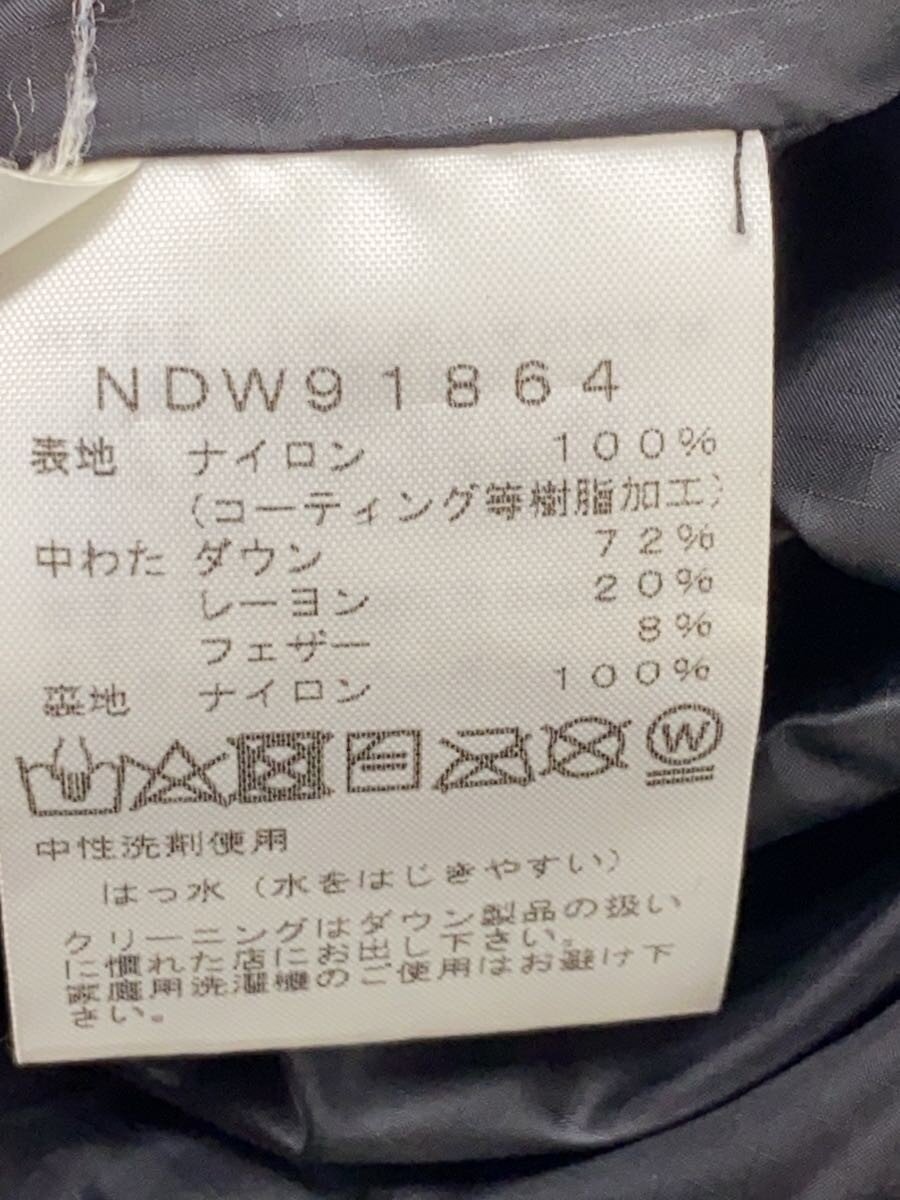 NDW91864
表地 ナイロン 100%
(コーティング等樹脂加工)
中わた ダウン 72%
レーヨン 20%
フェザー 8%
裏地 ナイロン 100%
W
中性洗剤使用
はっ水(水をはじきやすい)
クリーニングはダウン製品の扱い
に慣れた店にお出し下さい。
家庭用洗濯機のご使用はお避け下
さい。